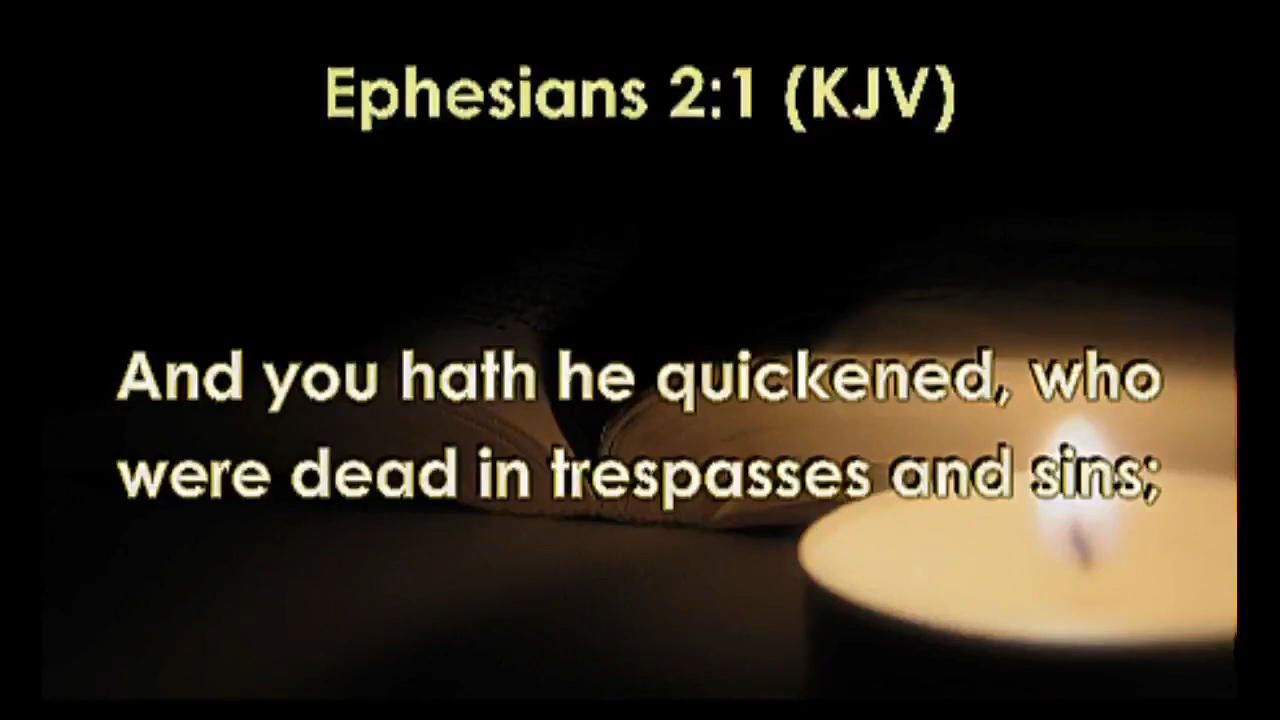 Ephesians 2:1 (KJV)
And you hath he quickened, who
were dead in trespasses and sins;